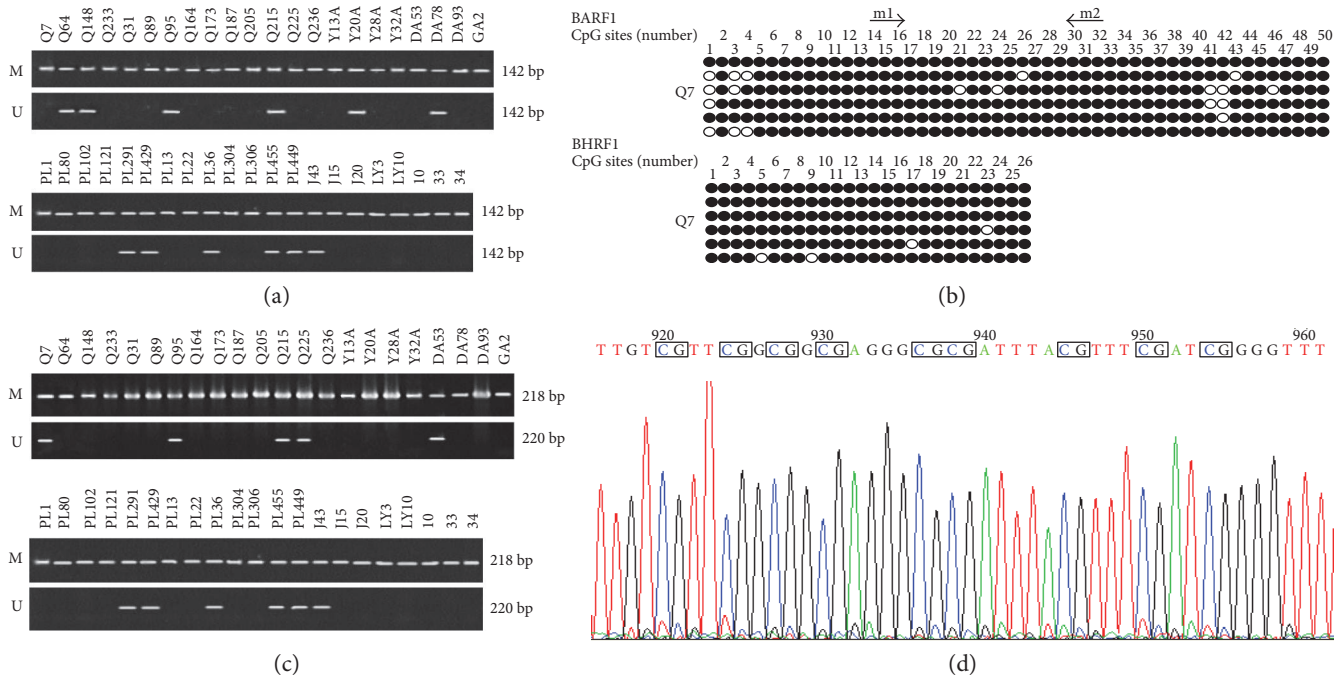 Q7 Q64 Q148 Q233 Q31 Q89 Q95 Q164 Q173 Q187 Q205 Q215 Q225 Q236 Y13A Y20A Y28A Y32A DA53 DA78 DA93 GA2
M 142 bp
U 142 bp
PL1 PL80 PL102 PL121 PL291 PL429 PL13 PL22 PL36 PL304 PL306 PL455 PL449 J43 J15 J20 LY3 LY10 10 33 34
M 142 bp
U 142 bp
(a)
m1 m2
BARF1
CpG sites (number)
2 4 6 8 10 12 14 16 18 20 22 24 26 28 30 32 34 36 38 40 42 44 46 48 50
1 3 5 7 9 11 13 15 17 19 21 23 25 27 29 31 33 35 37 39 41 43 45 47 49
Q7
BHRF1
CpG sites (number)
2 4 6 8 10 12 14 16 18 20 22 24 26
1 3 5 7 9 11 13 15 17 19 21 23 25
Q7
(b)
Q7 Q64 Q148 Q233 Q31 Q89 Q95 Q164 Q173 Q187 Q205 Q215 Q225 Q236 Y13A Y20A Y28A Y32A DA53 DA78 DA93 GA2
M 218 bp
U 220 bp
PL1 PL80 PL102 PL121 PL291 PL429 PL13 PL22 PL36 PL304 PL306 PL455 PL449 J43 J15 J20 LY3 LY10 10 33 34
M 218 bp
U 220 bp
(c)
920 930 940 950 960
T T G T C G T T C G G C G G C G A G G G C G C G A T T T A C G T T T C G A T C G G G G T T T
(d)